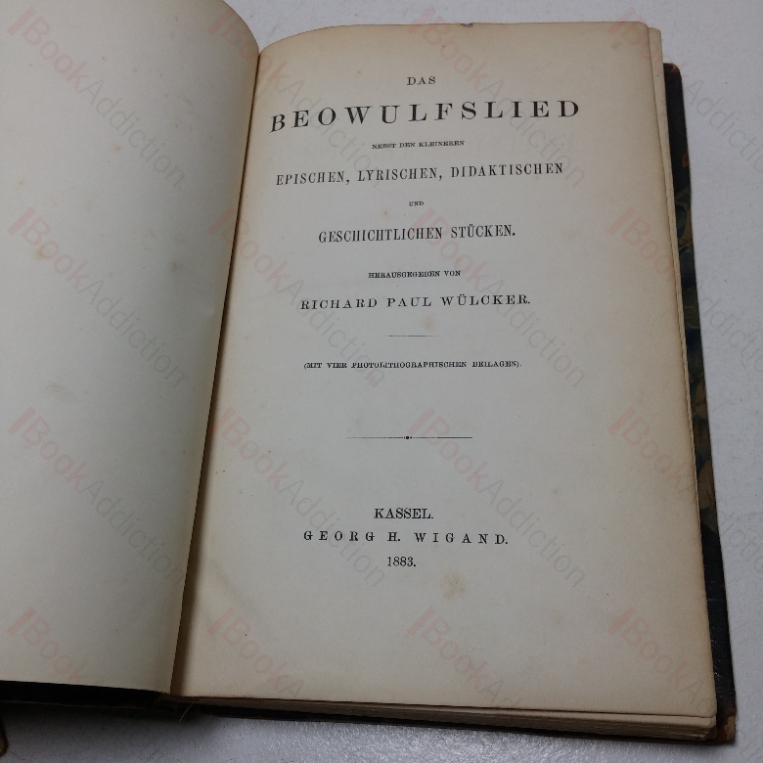 DAS
BEOWULFSLIED
NEBST DEN KLEINEREN
EPISCHEN, LYRISCHEN, DIDAKTISCHEN
UND
GESCHICHTLICHEN STÜCKEN.
HERAUSGEGEBEN VON
RICHARD PAUL WÜLCKER.
(MIT VIER PHOTOLITHOGRAPHISCHEN BEILAGEN).
KASSEL.
GEORG H. WIGAND.
1883.
BookAddiction